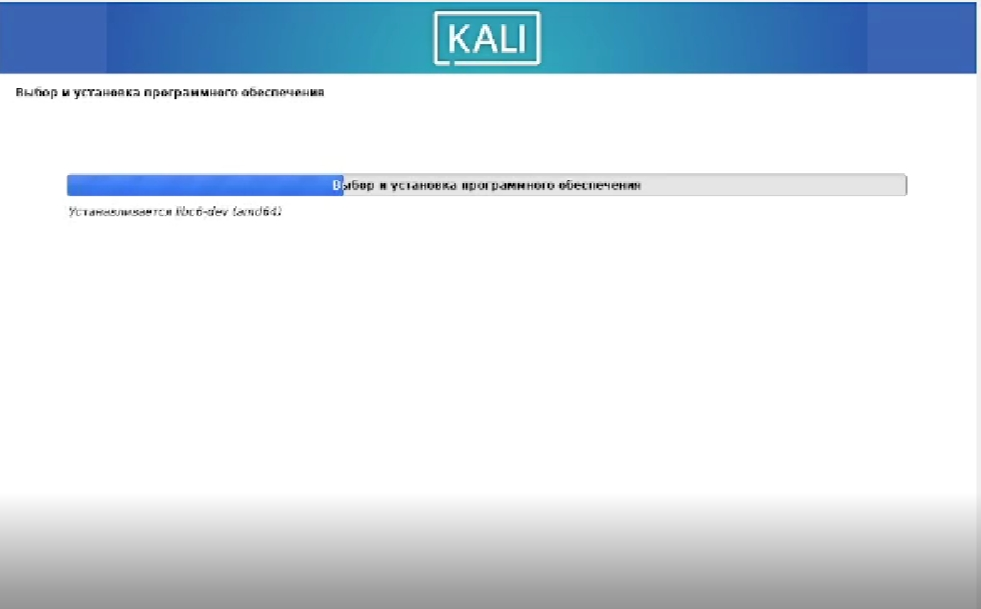 KALI
Выбор и установка программного обеспечения
Выбор и установка программного обеспечения
Устанавливается libc6-dev (amd64)